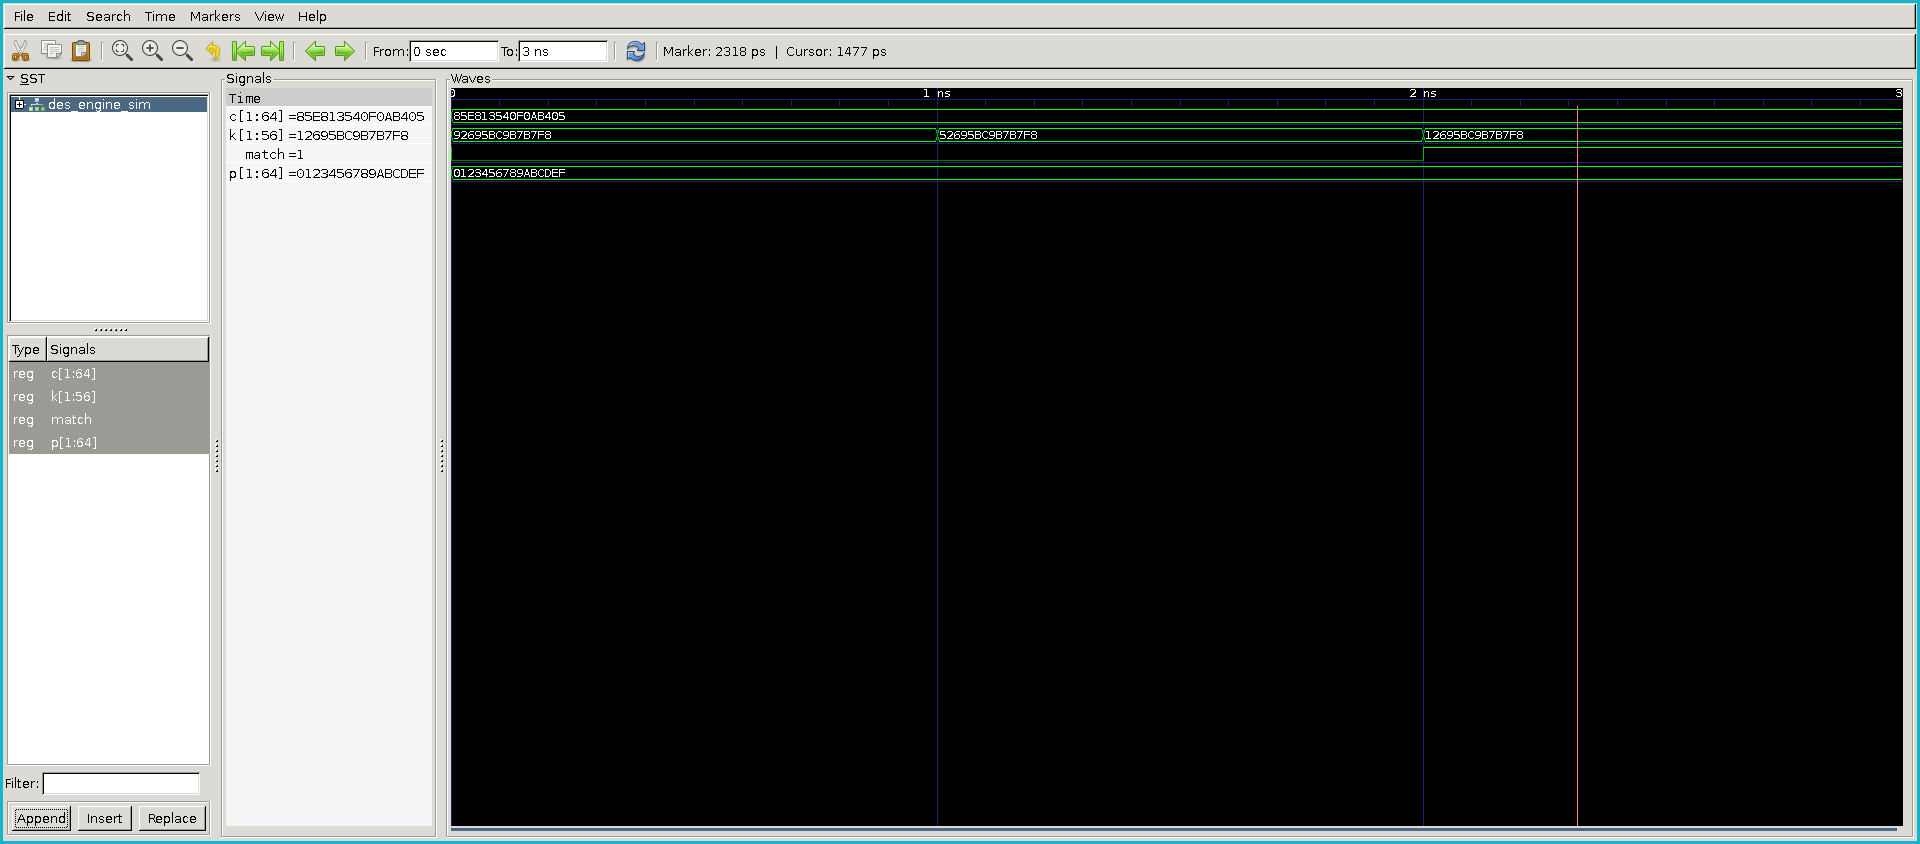 File Edit Search Time Markers View Help
From: 0 sec To: 3 ns Marker: 2318 ps | Cursor: 1477 ps
SST
des_engine_sim
Type Signals
reg c[1:64]
reg k[1:56]
reg match
reg p[1:64]
Filter:
Append Insert Replace
Signals
Time
c[1:64] =85E813540F0AB405
k[1:56] =12695BC9B7B7F8
match =1
p[1:64] =0123456789ABCDEF
Waves
0 1 ns 2 ns 3
85E813540F0AB405
92695BC9B7B7F8 52695BC9B7B7F8 12695BC9B7B7F8
0123456789ABCDEF